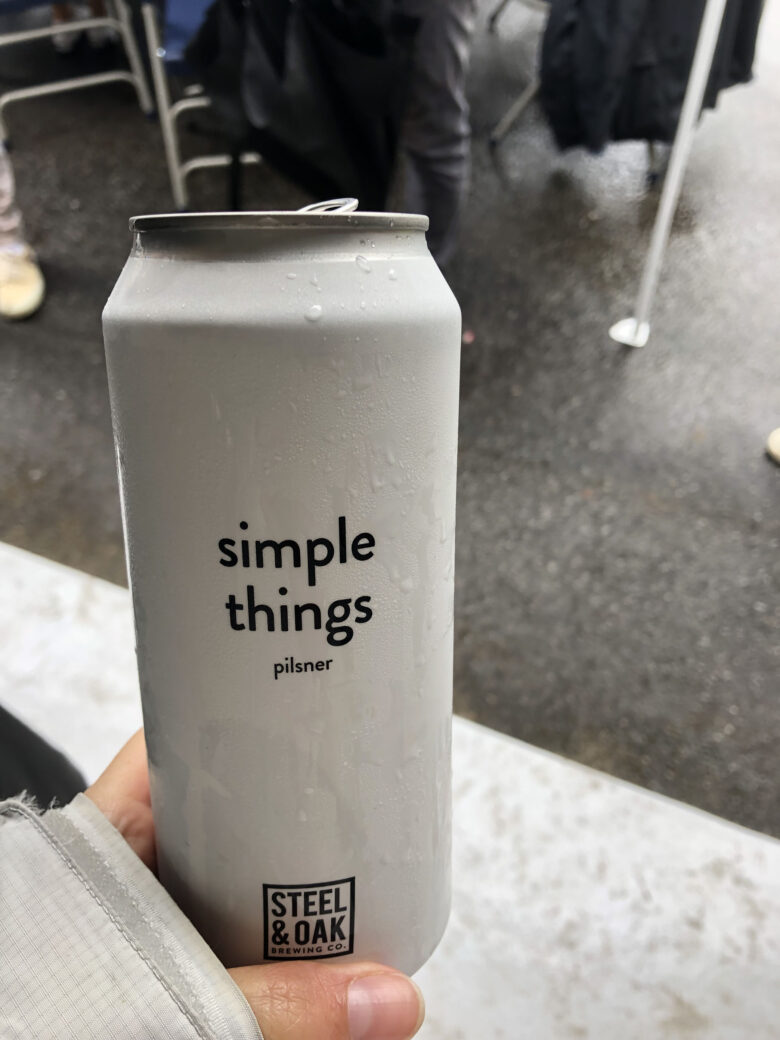 simple
things
pilsner
STEEL
& OAK
BREWING CO.